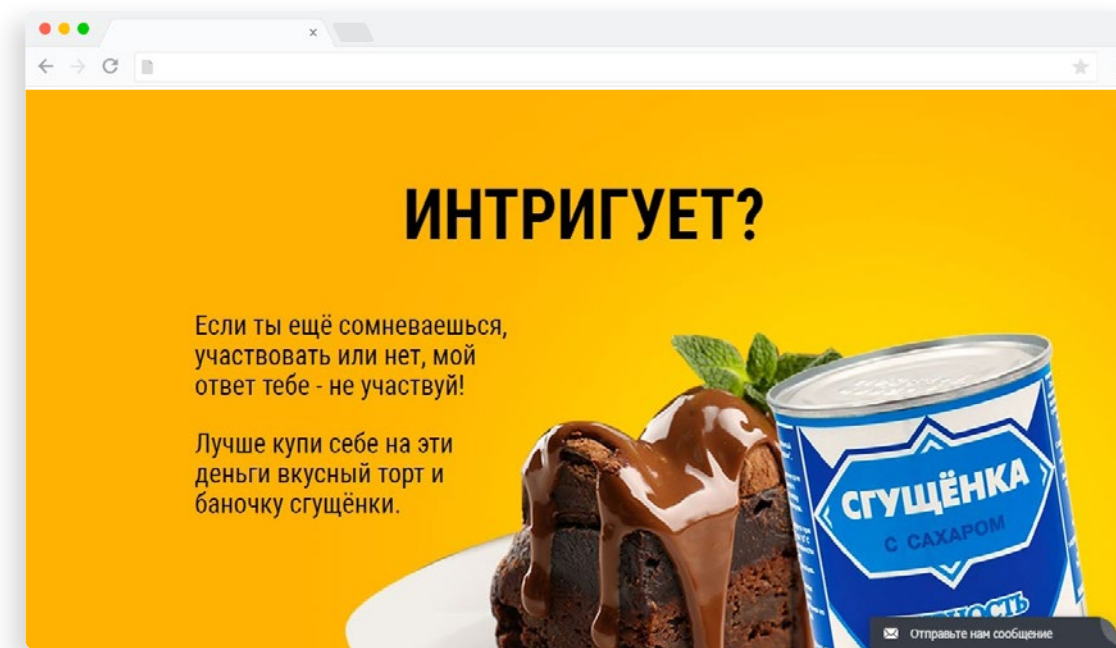 ИНТРИГУЕТ?
Если ты ещё сомневаешься,
участвовать или нет, мой
ответ тебе - не участвуй!
Лучше купи себе на эти
деньги вкусный торт и
баночку сгущёнки.
СГУЩЁНКА
С САХАРОМ
Отправьте нам сообщение